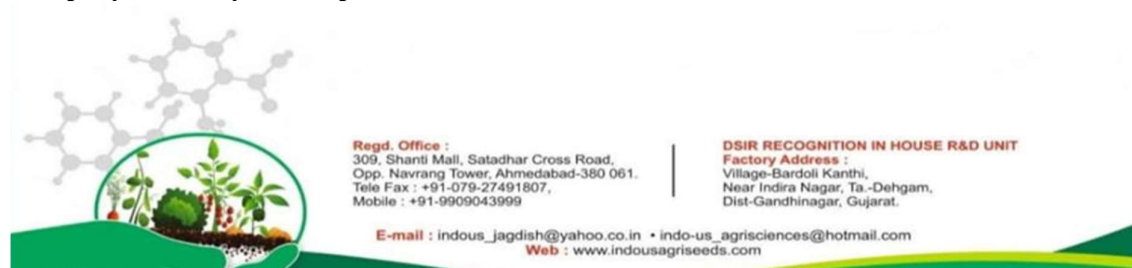 Regd. Office :
309, Shanti Mall, Satadhar Cross Road,
Opp. Navrang Tower, Ahmedabad-380 061.
Tele Fax : +91-079-27491807,
Mobile : +91-9909043999
DSIR RECOGNITION IN HOUSE R&D UNIT
Factory Address :
Village-Bardoli Kanthi,
Near Indira Nagar, Ta.-Dehgam,
Dist-Gandhinagar, Gujarat.
E-mail : indous_jagdish@yahoo.co.in • indo-us_agrisciences@hotmail.com
Web : www.indousagriseeds.com